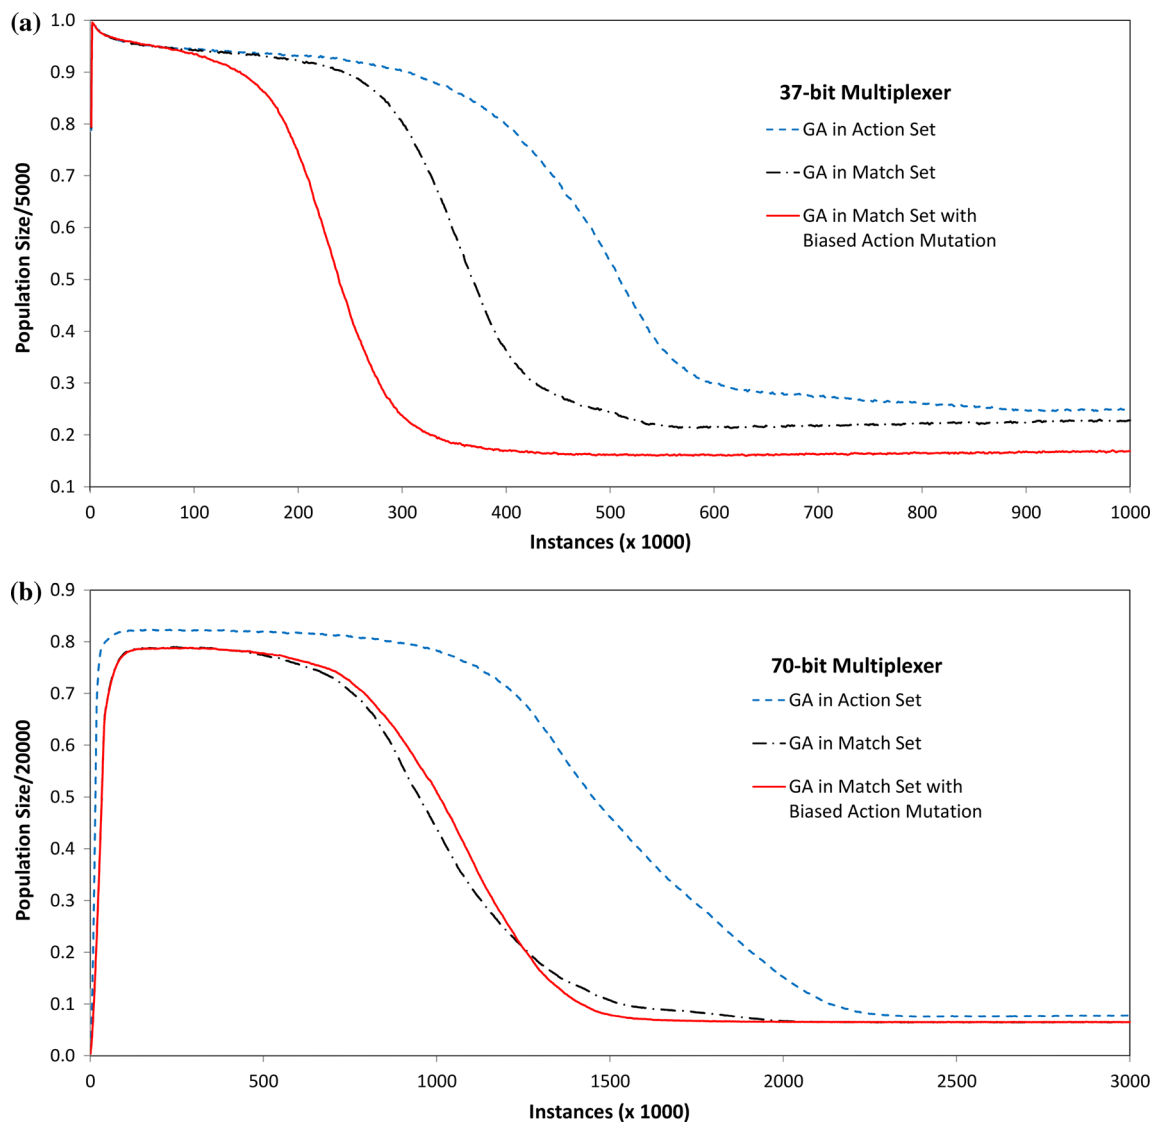 (a)
1.0
0.9
0.8
0.7
0.6
0.5
0.4
0.3
0.2
0.1
Population Size/5000
37-bit Multiplexer
GA in Action Set
GA in Match Set
GA in Match Set with
Biased Action Mutation
0 100 200 300 400 500 600 700 800 900 1000
Instances (x 1000)
(b)
0.9
0.8
0.7
0.6
0.5
0.4
0.3
0.2
0.1
0.0
Population Size/20000
70-bit Multiplexer
GA in Action Set
GA in Match Set
GA in Match Set with
Biased Action Mutation
0 500 1000 1500 2000 2500 3000
Instances (x 1000)